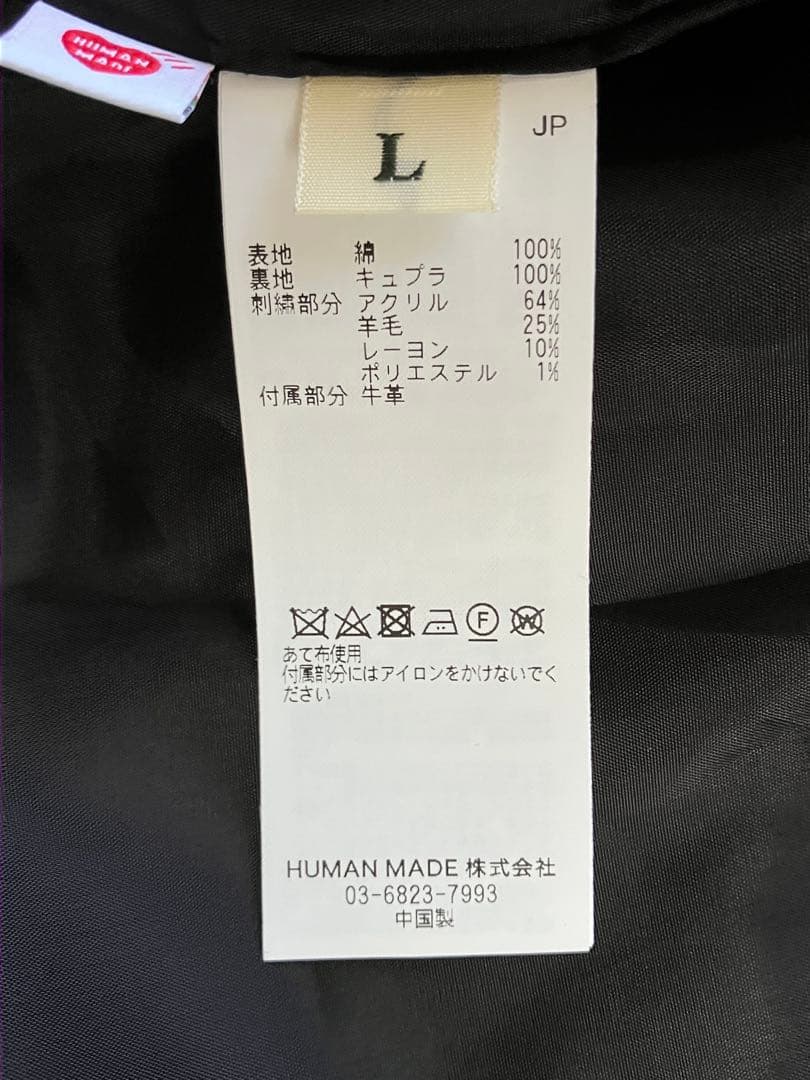 HUMAN
MADE
L
JP
表地 綿 100%
裏地 キュプラ 100%
刺繍部分 アクリル 64%
羊毛 25%
レーヨン 10%
ポリエステル 1%
付属部分 牛革
F
W
あて布使用
付属部分にはアイロンをかけないでく
ださい
HUMAN MADE 株式会社
03-6823-7993
中国製